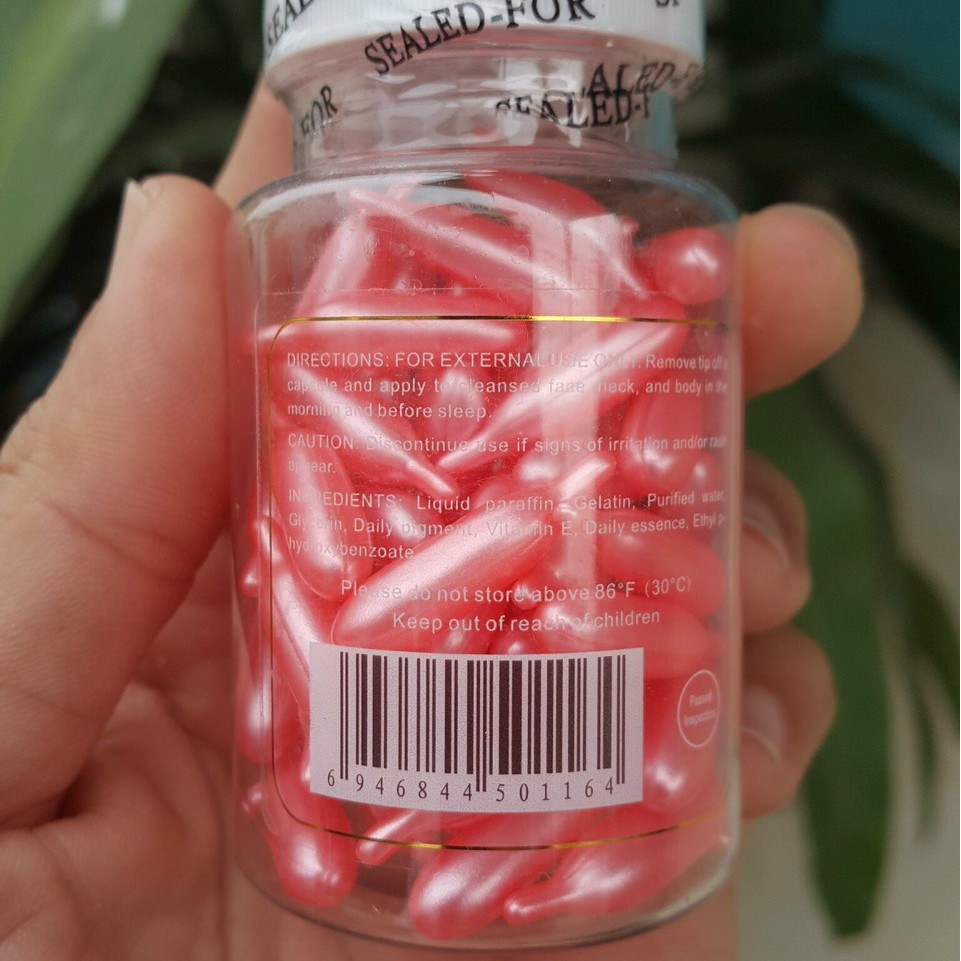 SEALED-FOR
SEALED-F
DIRECTIONS: FOR EXTERNAL USE ONLY. Remove tip off
capsule and apply to cleansed face, neck, and body in the
morning and before sleep.
CAUTION: Discontinue use if signs of irritation and/or rash
appear.
INGREDIENTS: Liquid paraffin, Gelatin, Purified water,
Glycerin, Daily pigment, Vitamin E, Daily essence, Ethyl p-
hydroxybenzoate
Please do not store above 86°F (30°C)
Keep out of reach of children
Passed
Inspection
6 946844 501164